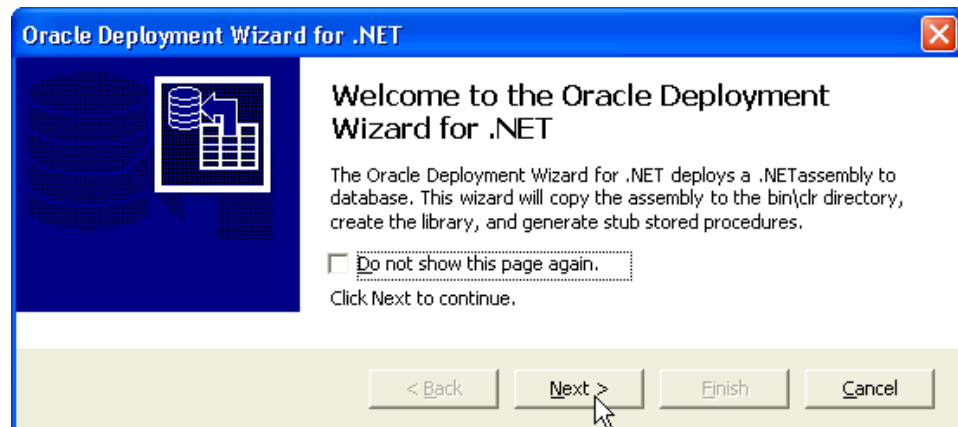 Oracle Deployment Wizard for .NET
Welcome to the Oracle Deployment
Wizard for .NET
The Oracle Deployment Wizard for .NET deploys a .NETassembly to
database. This wizard will copy the assembly to the bin\clr directory,
create the library, and generate stub stored procedures.
Do not show this page again.
Click Next to continue.
< Back Next > Finish Cancel